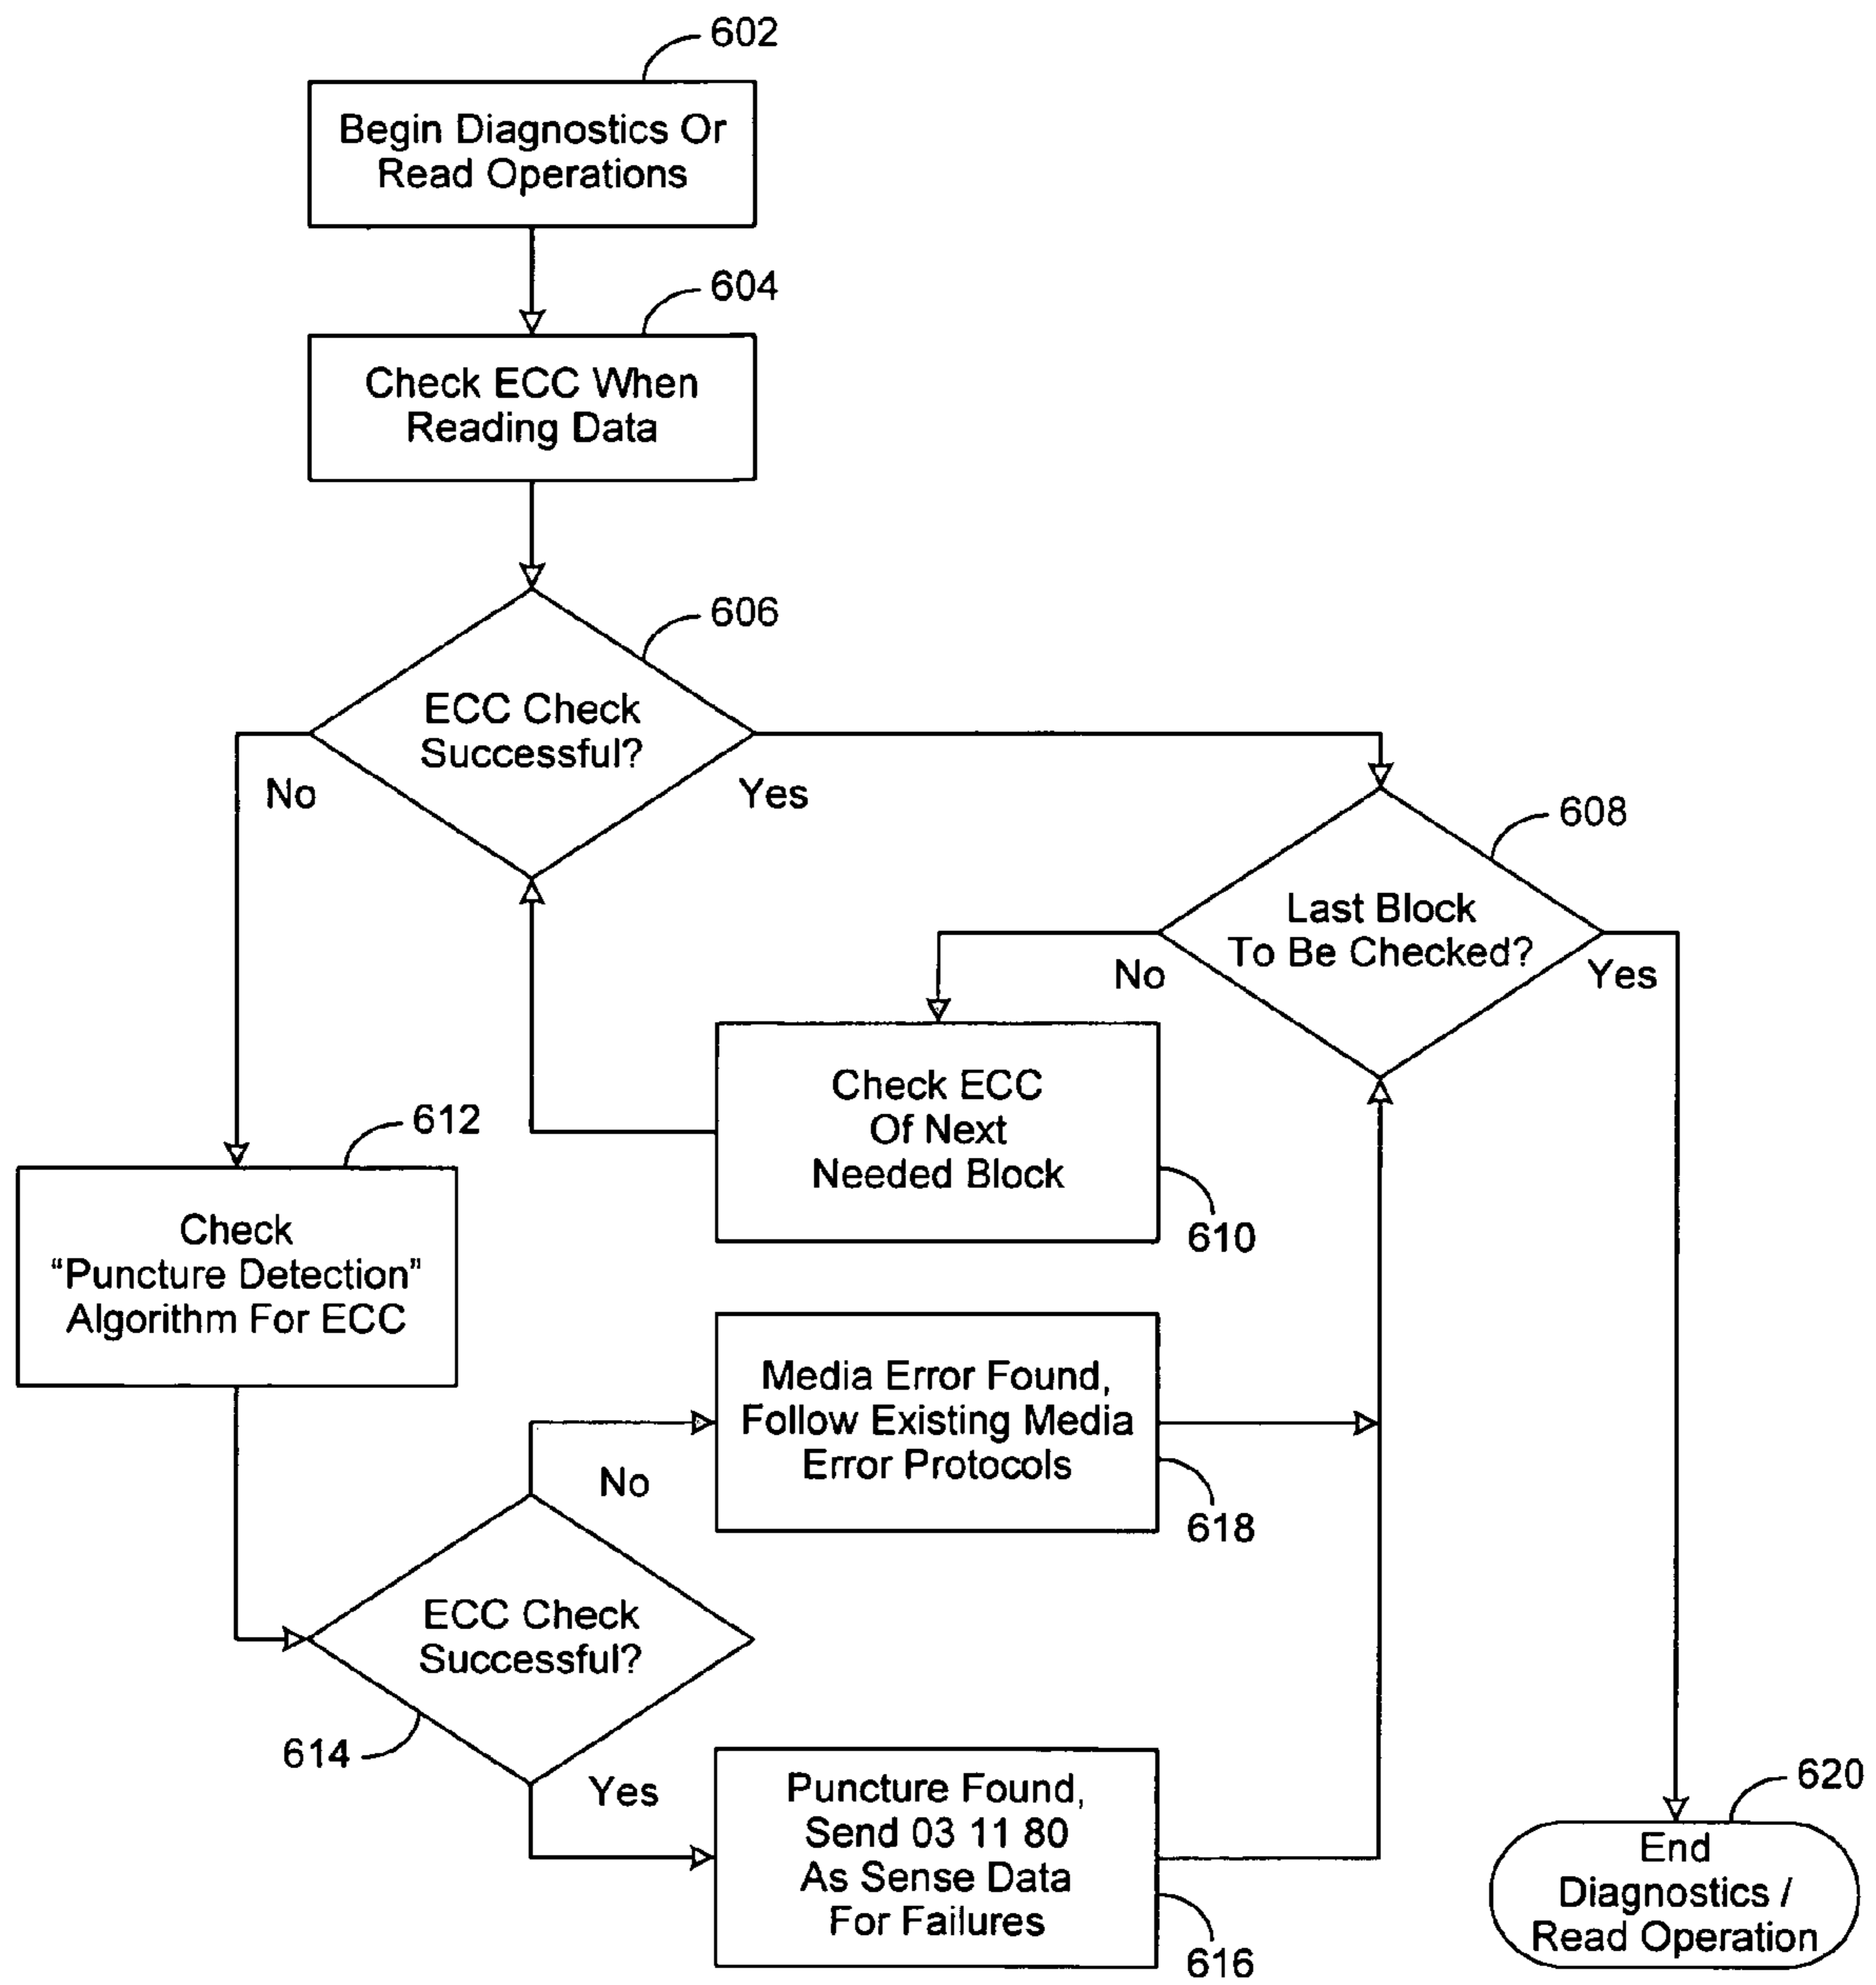 602
Begin Diagnostics Or
Read Operations
604
Check ECC When
Reading Data
606
ECC Check
Successful?
No
Yes
608
Last Block
To Be Checked?
No
Yes
Check ECC
Of Next
Needed Block
610
612
Check
“Puncture Detection”
Algorithm For ECC
Media Error Found,
Follow Existing Media
Error Protocols
618
No
ECC Check
Successful?
614
Yes
Puncture Found,
Send 03 11 80
As Sense Data
For Failures
616
620
End
Diagnostics /
Read Operation